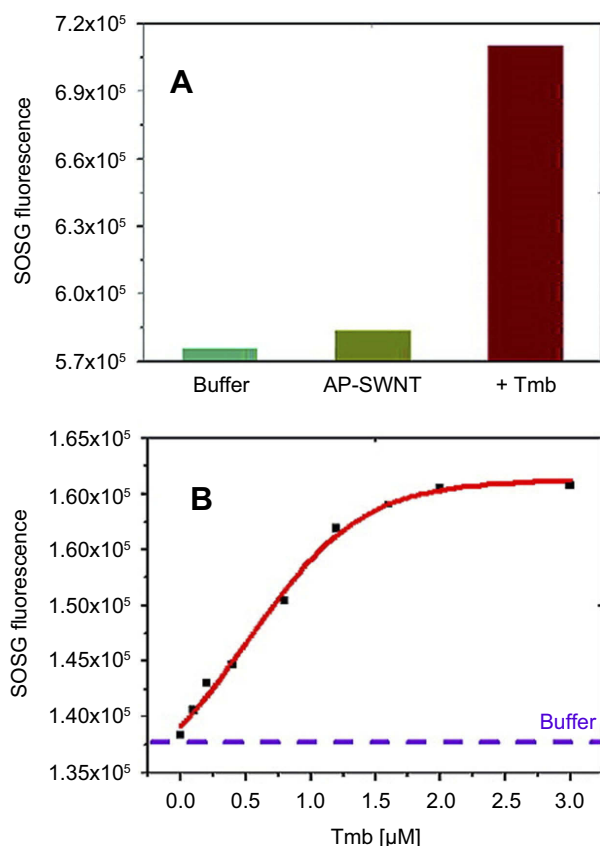 7.2x10⁵
A
6.9x10⁵
6.6x10⁵
SOSG fluorescence
6.3x10⁵
6.0x10⁵
5.7x10⁵
Buffer AP-SWNT + Tmb
1.65x10⁵
B
1.60x10⁵
1.60x10⁵
SOSG fluorescence
1.50x10⁵
1.45x10⁵
1.40x10⁵
Buffer
1.35x10⁵
0.0 0.5 1.0 1.5 2.0 2.5 3.0
Tmb [µM]